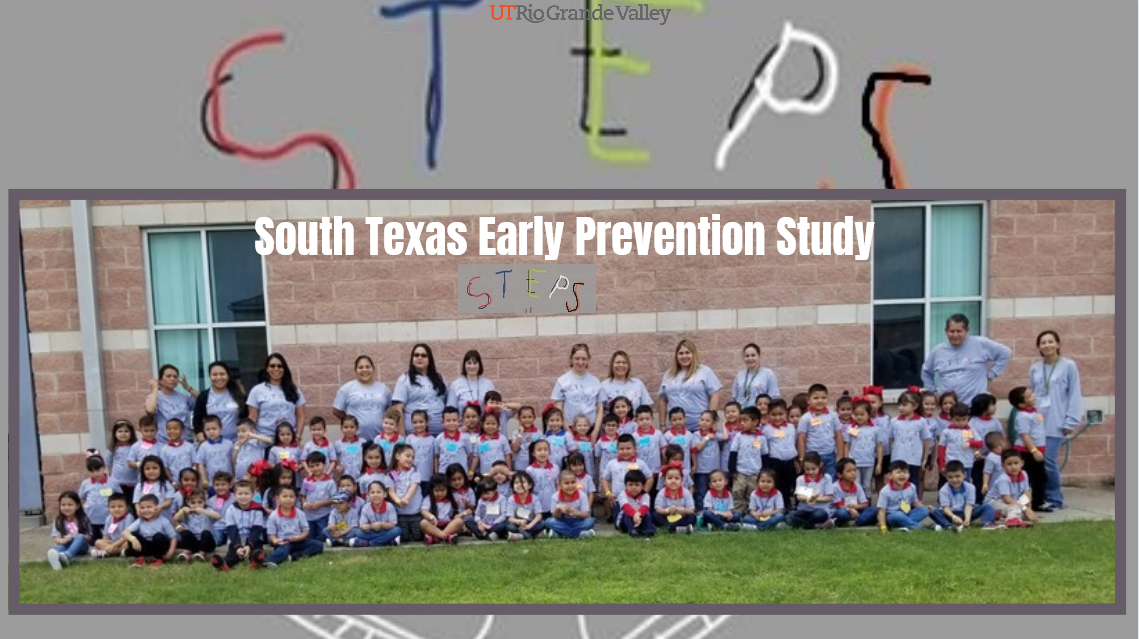 UTRio Grande Valley
STEPS
South Texas Early Prevention Study
STEPS